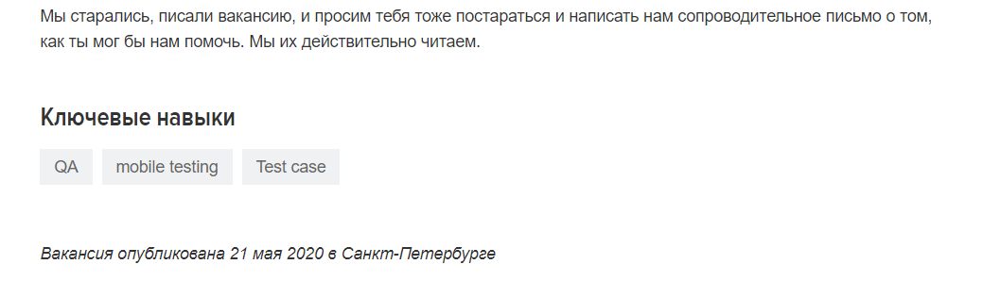 Мы старались, писали вакансию, и просим тебя тоже постараться и написать нам сопроводительное письмо о том,
как ты мог бы нам помочь. Мы их действительно читаем.
Ключевые навыки
QA mobile testing Test case
Вакансия опубликована 21 мая 2020 в Санкт-Петербурге